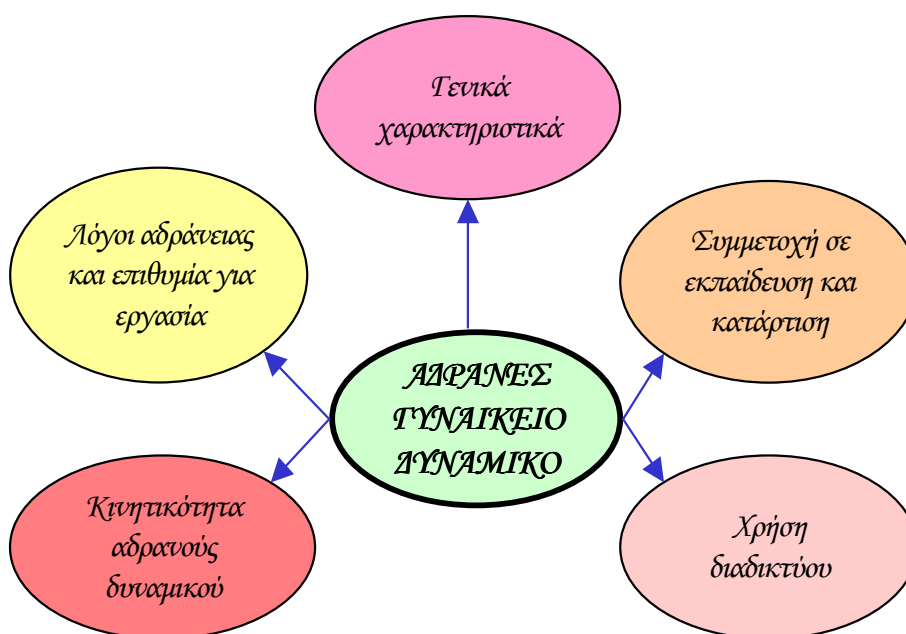 Γενικά
χαρακτηριστικά
Λόγοι αδράνειας
και επιθυμία για
εργασία
Συμμετοχή σε
εκπαίδευση και
κατάρτιση
ΑΔΡΑΝΕΣ
ΓΥΝΑΙΚΕΙΟ
ΔΥΝΑΜΙΚΟ
Κινητικότητα
αδρανούς
δυναμικού
Χρήση
διαδικτύου